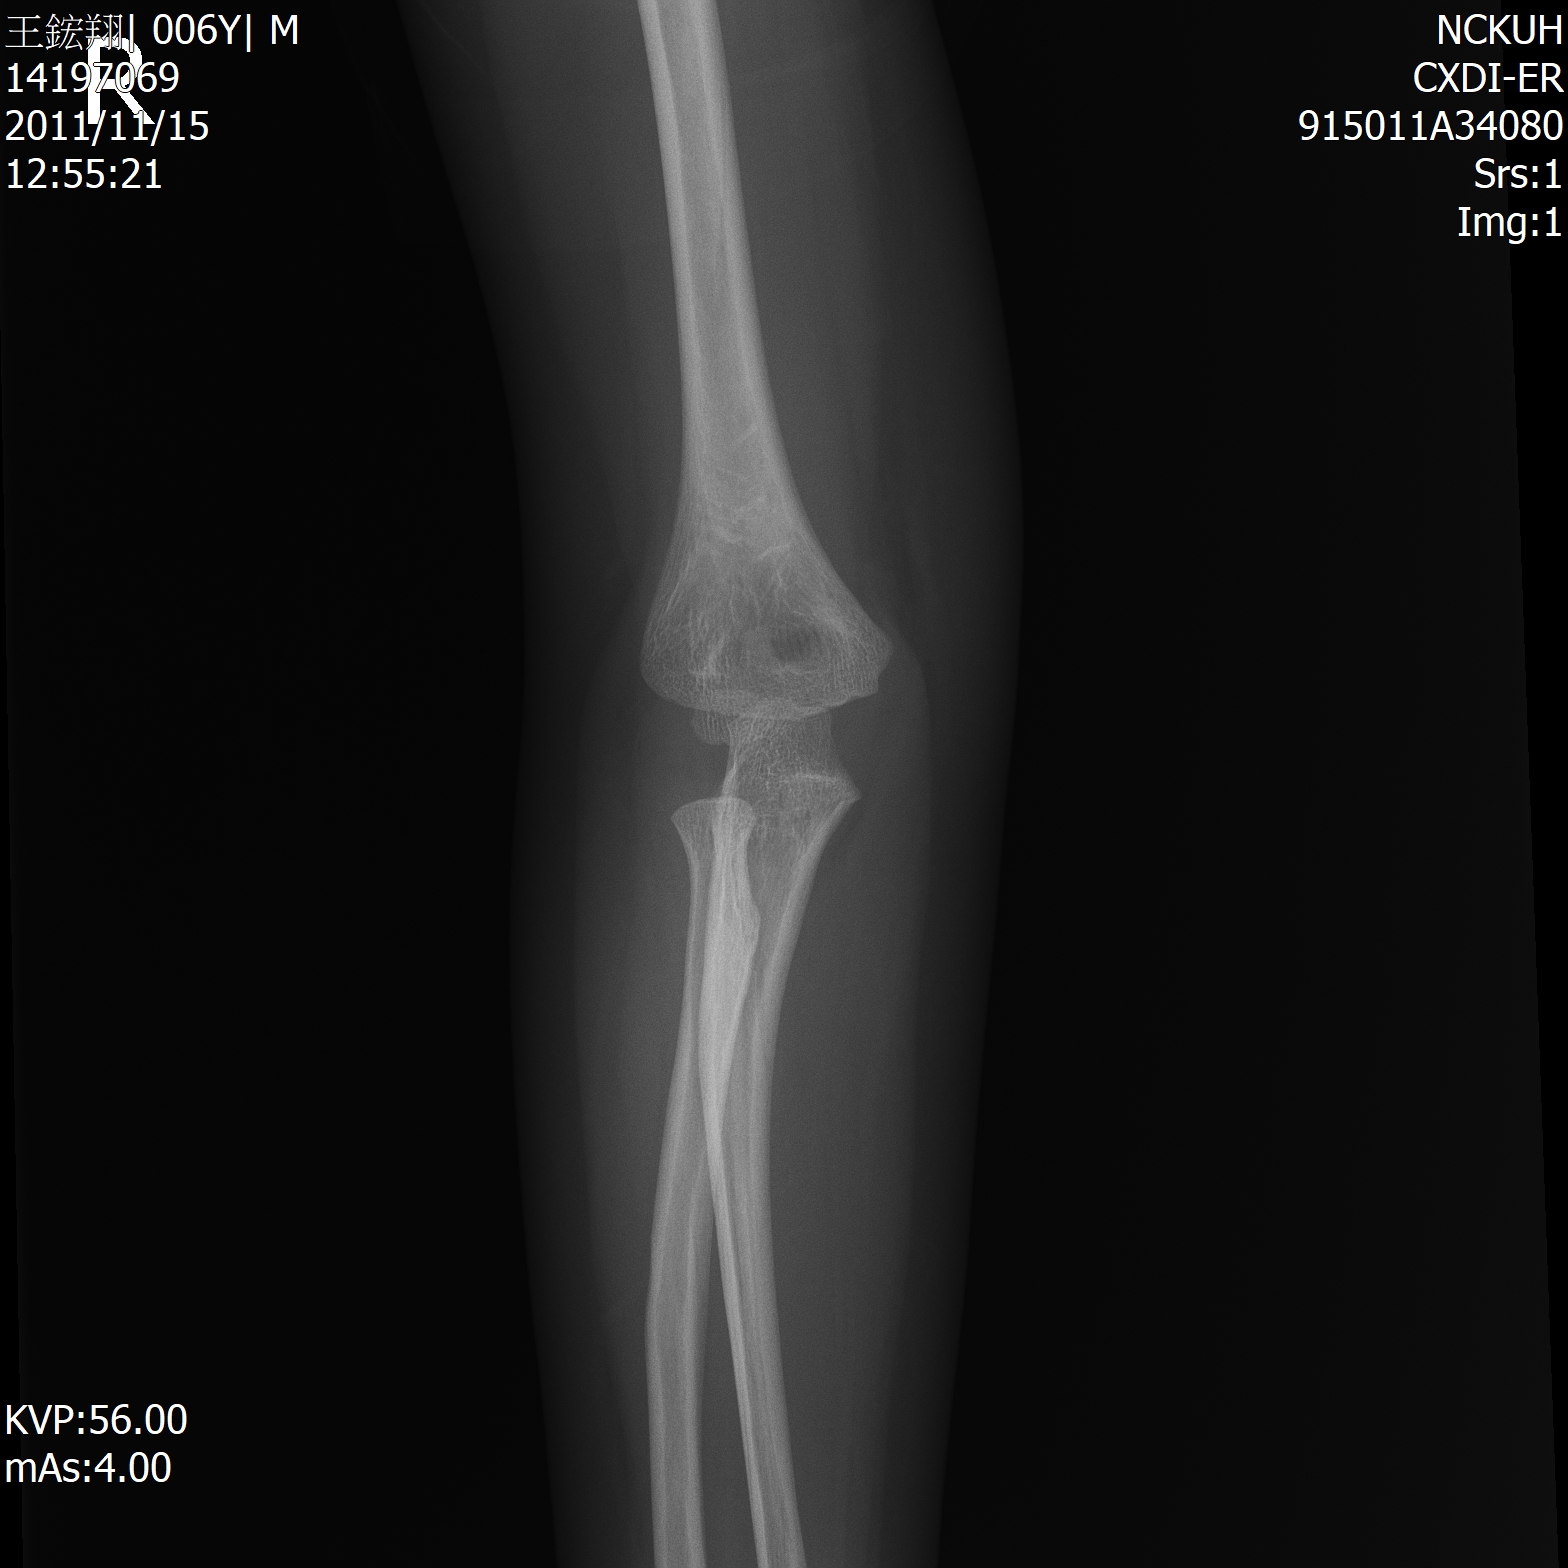 王鋐翔| 006Y| M
R
14197069
2011/11/15
12:55:21
NCKUH
CXDI-ER
915011A34080
Srs:1
Img:1
KVP:56.00
mAs:4.00